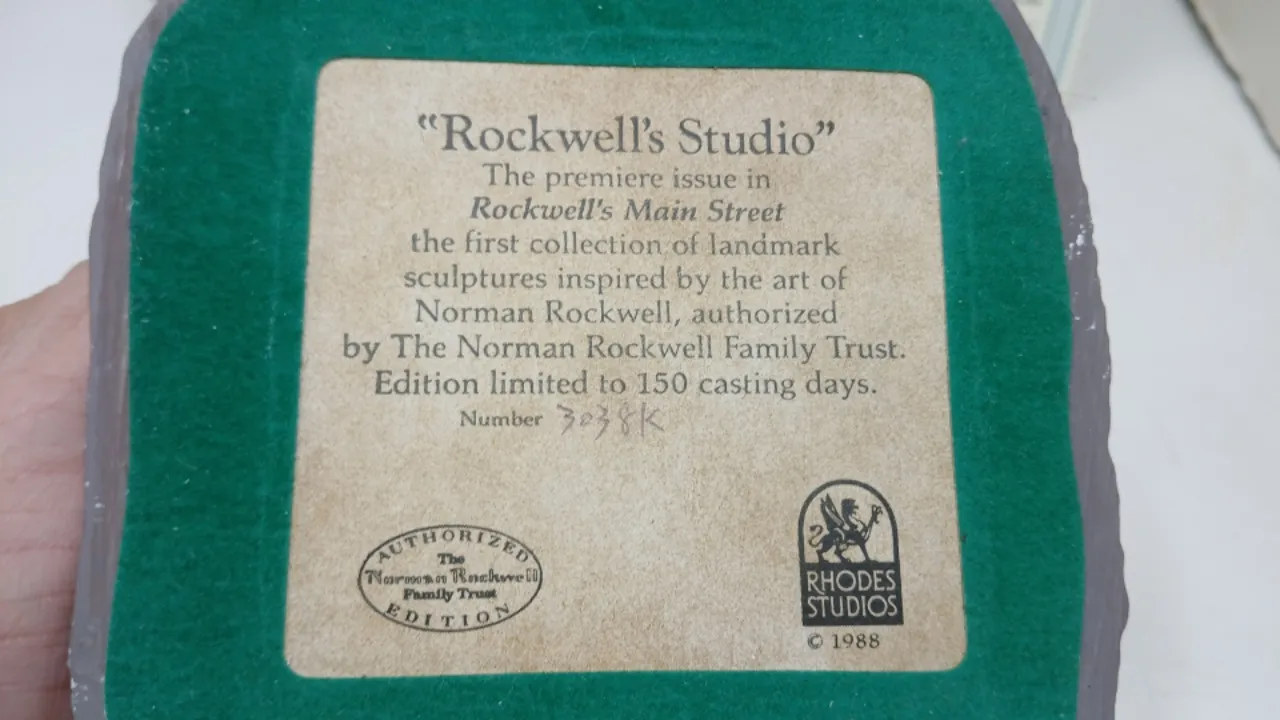 “Rockwell’s Studio”
The premiere issue in
Rockwell's Main Street
the first collection of landmark
sculptures inspired by the art of
Norman Rockwell, authorized
by The Norman Rockwell Family Trust.
Edition limited to 150 casting days.
Number 3038K
AUTHORIZED
The
Norman Rockwell
Family Trust
EDITION
RHODES
STUDIOS
© 1988